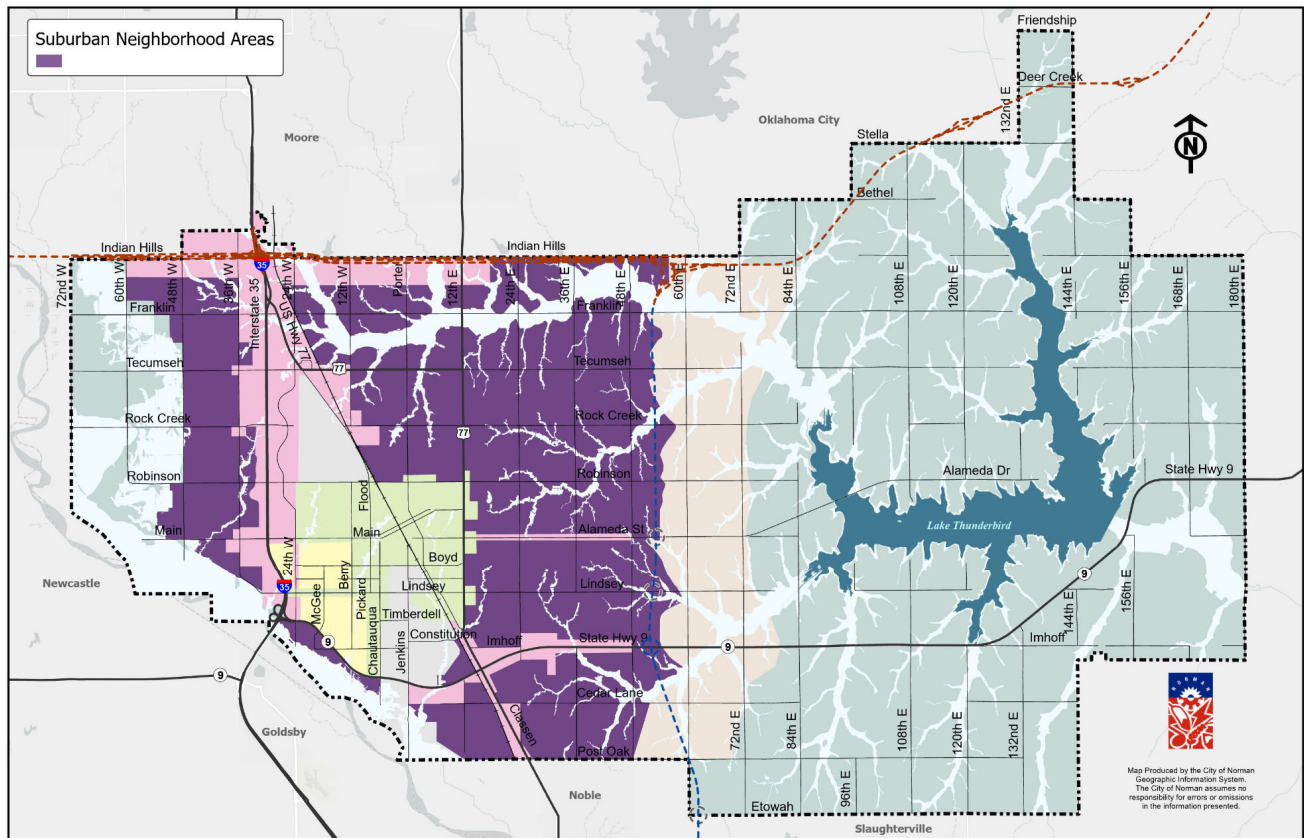 Suburban Neighborhood Areas
Friendship
Deer Creek
132nd E
Oklahoma City
Moore
Stella
N
Bethel
Indian Hills
Indian Hills
35
72nd W
60th W
48th W
36th W
Interstate 35
24th W
US Hwy 77
12th W
Porter
12th E
24th E
36th E
48th E
60th E
72nd E
84th E
108th E
120th E
144th E
156th E
168th E
180th E
Franklin
Franklin
Tecumseh
77
Tecumseh
Rock Creek
77
Rock Creek
Robinson
Flood
Robinson
Alameda Dr
State Hwy 9
Main
Main
Alameda St
Lake Thunderbird
24th W
Boyd
Newcastle
35
McGee
Berry
Pickard
Lindsey
Lindsey
9
156th E
144th E
Chautauqua
Timberdell
Jenkins
Constitution
Imhoff
State Hwy 9
9
Imhoff
9
9
Cedar Lane
NORMAN
Goldsby
Classen
72nd E
84th E
108th E
120th E
132nd E
Post Oak
Noble
96th E
Etowah
Slaughterville
Map Produced by the City of Norman
Geographic Information System.
The City of Norman assumes no
responsibility for errors or omissions
in the information presented.